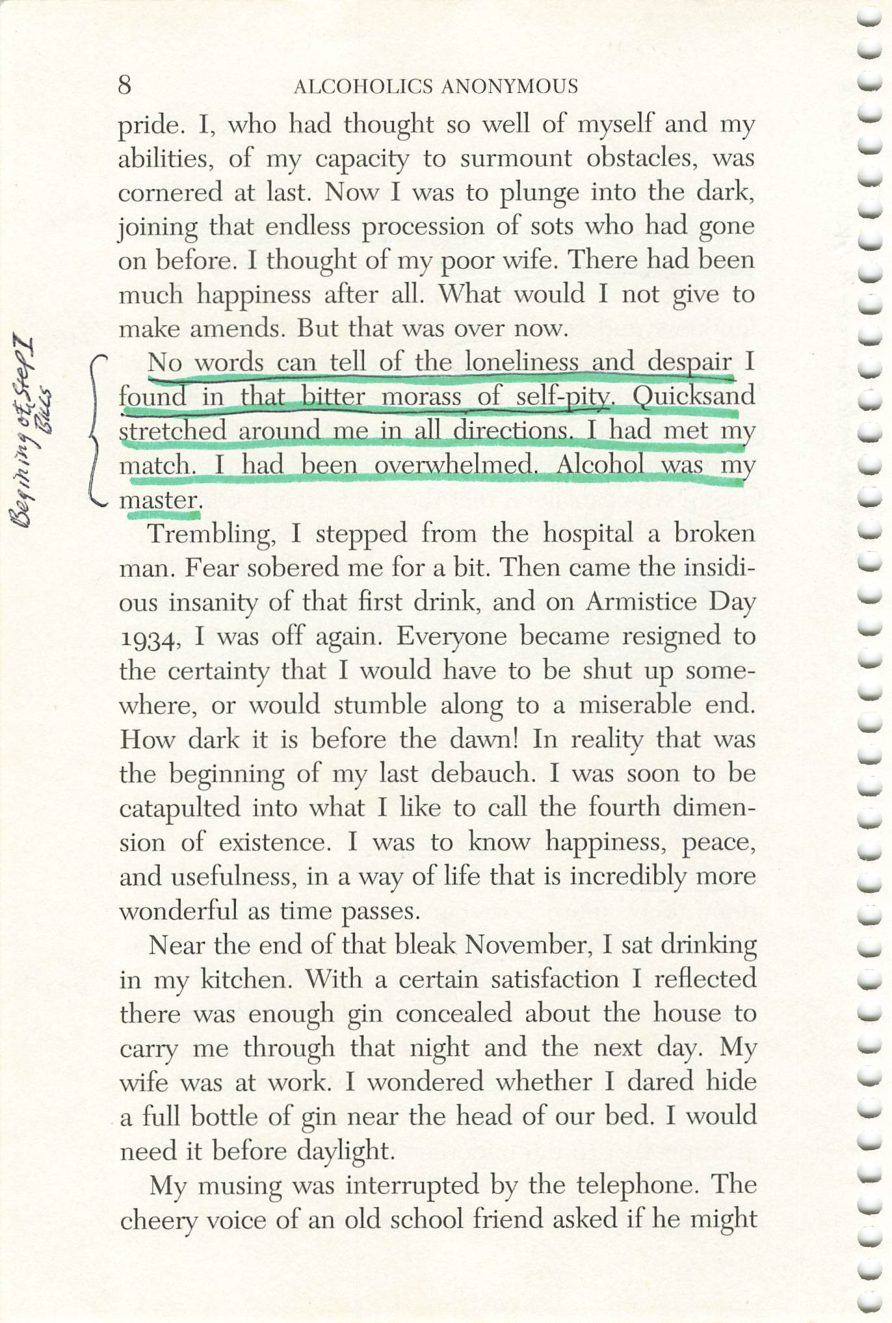 8 ALCOHOLICS ANONYMOUS
pride. I, who had thought so well of myself and my
abilities, of my capacity to surmount obstacles, was
cornered at last. Now I was to plunge into the dark,
joining that endless procession of sots who had gone
on before. I thought of my poor wife. There had been
much happiness after all. What would I not give to
make amends. But that was over now.
No words can tell of the loneliness and despair I
found in that bitter morass of self-pity. Quicksand
stretched around me in all directions. I had met my
match. I had been overwhelmed. Alcohol was my
master.
Begining of Step I
Bills
Trembling, I stepped from the hospital a broken
man. Fear sobered me for a bit. Then came the insidi-
ous insanity of that first drink, and on Armistice Day
1934, I was off again. Everyone became resigned to
the certainty that I would have to be shut up some-
where, or would stumble along to a miserable end.
How dark it is before the dawn! In reality that was
the beginning of my last debauch. I was soon to be
catapulted into what I like to call the fourth dimen-
sion of existence. I was to know happiness, peace,
and usefulness, in a way of life that is incredibly more
wonderful as time passes.
Near the end of that bleak November, I sat drinking
in my kitchen. With a certain satisfaction I reflected
there was enough gin concealed about the house to
carry me through that night and the next day. My
wife was at work. I wondered whether I dared hide
a full bottle of gin near the head of our bed. I would
need it before daylight.
My musing was interrupted by the telephone. The
cheery voice of an old school friend asked if he might